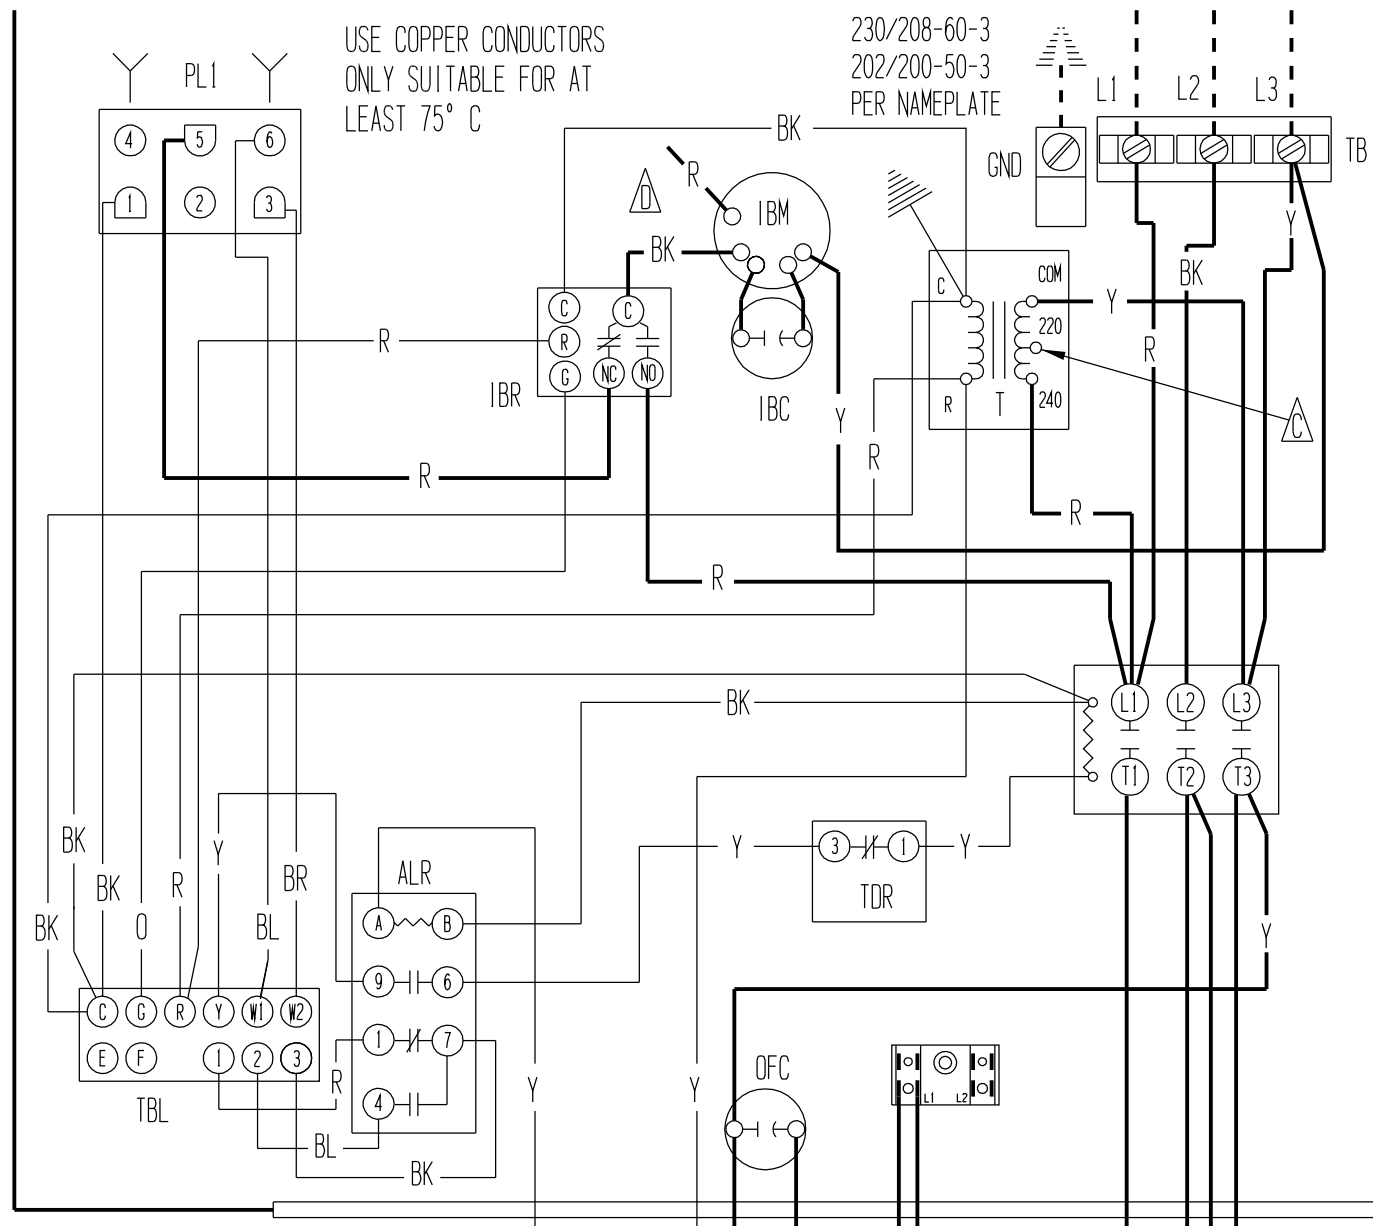 USE COPPER CONDUCTORS
ONLY SUITABLE FOR AT
LEAST 75° C
230/208-60-3
202/200-50-3
PER NAMEPLATE
PL1
4
5
6
1
2
3
GND
L1
L2
L3
TB
BK
R
D
IBM
BK
Y
BK
R
Y
C
COM
220
240
R
T
C
Y
R
IBC
C
R
G
C
NC
NO
IBR
R
Y
R
R
R
R
BK
L1
L2
L3
T1
T2
T3
Y
3
1
Y
TDR
BK
BK
BK
O
R
Y
BL
BR
ALR
A
B
9
6
1
7
4
C
G
R
Y
W1
W2
E
F
1
2
3
TBL
R
BL
BK
Y
Y
Y
OFC
L1
L2